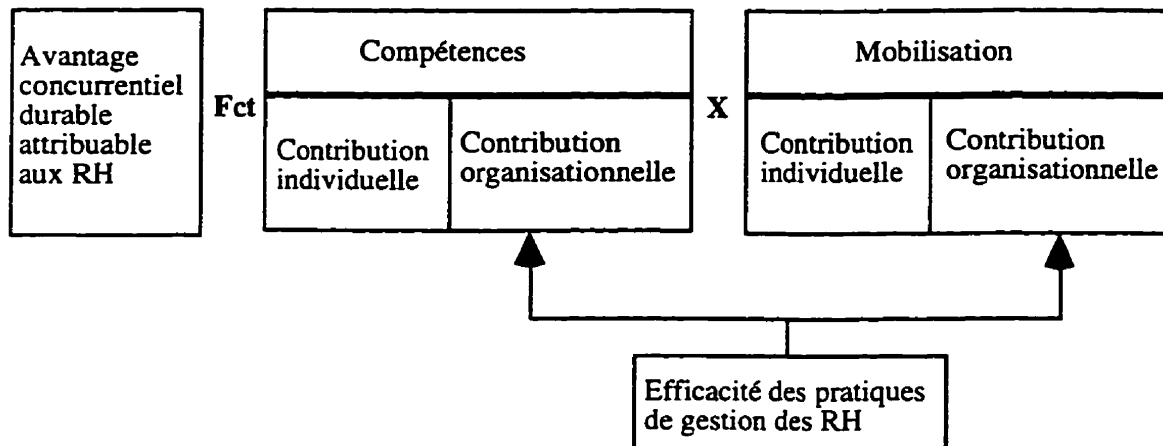 Avantage
concurrentiel
durable
attribuable
aux RH
Fct
Compétences
Contribution
individuelle
Contribution
organisationnelle
X
Mobilisation
Contribution
individuelle
Contribution
organisationnelle
Efficacité des pratiques
de gestion des RH